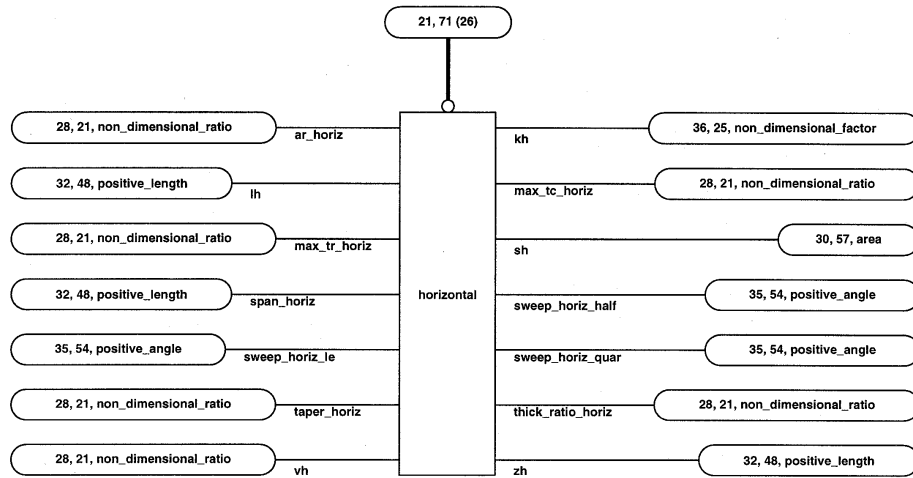 21, 71 (26)
28, 21, non_dimensional_ratio
ar_horiz
kh
36, 25, non_dimensional_factor
32, 48, positive_length
lh
max_tc_horiz
28, 21, non_dimensional_ratio
28, 21, non_dimensional_ratio
max_tr_horiz
sh
30, 57, area
32, 48, positive_length
span_horiz
horizontal
sweep_horiz_half
35, 54, positive_angle
35, 54, positive_angle
sweep_horiz_le
sweep_horiz_quar
35, 54, positive_angle
28, 21, non_dimensional_ratio
taper_horiz
thick_ratio_horiz
28, 21, non_dimensional_ratio
28, 21, non_dimensional_ratio
vh
zh
32, 48, positive_length